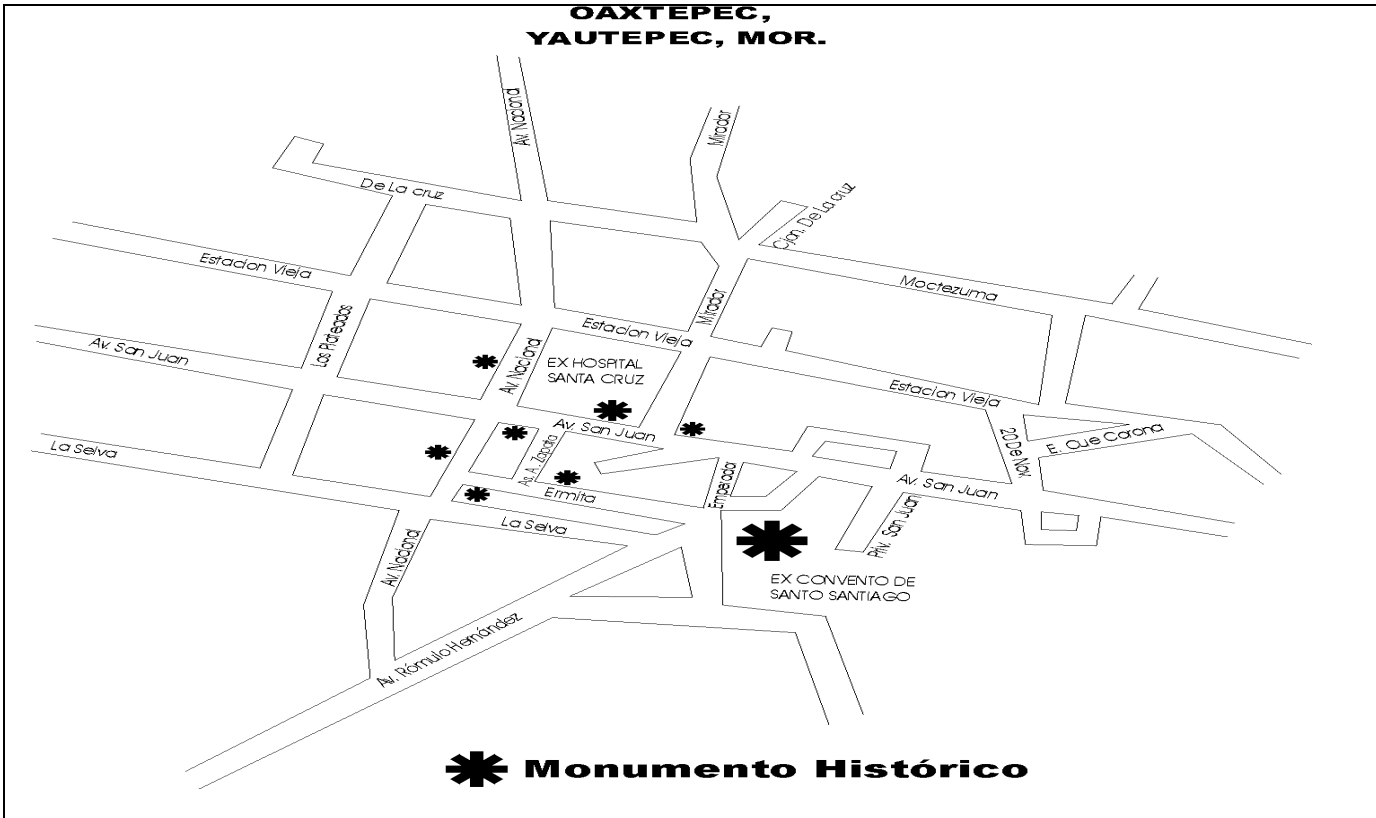 OAXTEPEC,
YAUTEPEC, MOR.
Av. Nacional
Mirador
De La cruz
Cjon. De La cruz
Estacion Vieja
Moctezuma
Mirador
Los Plateados
Estacion Vieja
Av. San Juan
Av. Nacional
EX HOSPITAL
SANTA CRUZ
Estacion Vieja
Av. San Juan
20 De Nov.
E. Cue Corona
La Selva
As. A. Zapata
Emperador
Ermita
Av. San Juan
La Selva
Priv. San Juan
Av. Nacional
EX CONVENTO DE
SANTO SANTIAGO
Av. Rómulo Hernández
Monumento Histórico